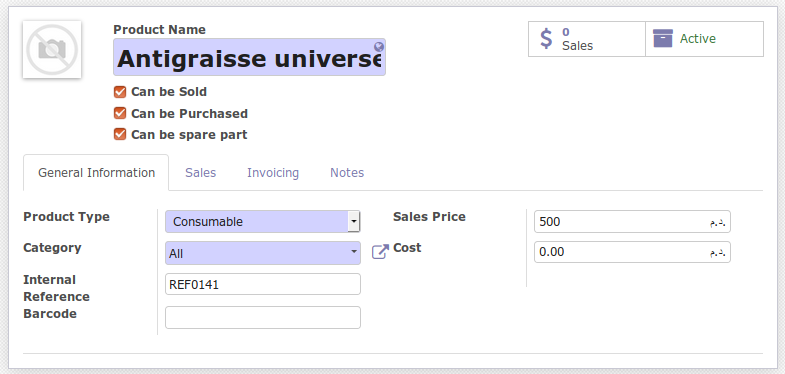 Product Name
Antigraisse universe
0
Sales
Active
Can be Sold
Can be Purchased
Can be spare part
General Information Sales Invoicing Notes
Product Type Consumable Sales Price 500 د.م.
Category All Cost 0.00 د.م.
Internal
Reference REF0141
Barcode